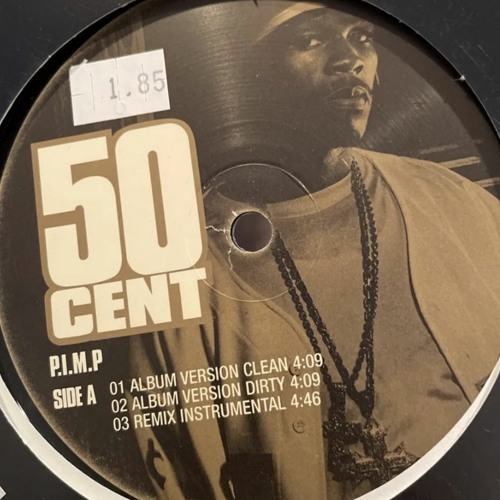 1.85
50
CENT
P.I.M.P
SIDE A
01 ALBUM VERSION CLEAN 4:09
02 ALBUM VERSION DIRTY 4:09
03 REMIX INSTRUMENTAL 4:46